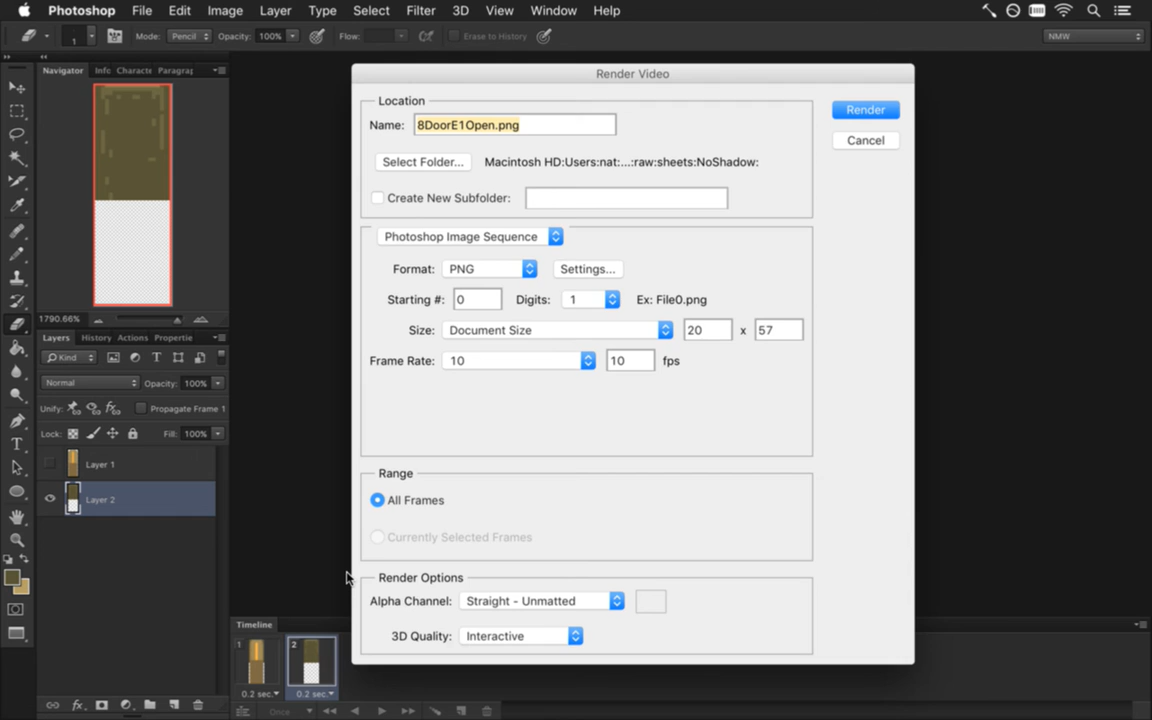 Photoshop File Edit Image Layer Type Select Filter 3D View Window Help
1 Mode: Pencil Opacity: 100% Flow: Erase to History NMW
Navigator Info Characte Paragraj
Render Video
Location
Name: 8DoorE1Open.png
Render
Select Folder... Macintosh HD:Users:nat:...:raw:sheets:NoShadow:
Cancel
Create New Subfolder:
Photoshop Image Sequence
Format: PNG Settings...
Starting #: 0 Digits: 1 Ex: File0.png
Size: Document Size 20 x 57
Frame Rate: 10 10 fps
1790.66%
Layers History Actions Propertie
Kind
Normal Opacity: 100%
Unify: Propagate Frame 1
Lock: Fill: 100%
Layer 1
Layer 2
Range
All Frames
Currently Selected Frames
Render Options
Alpha Channel: Straight - Unmatted
3D Quality: Interactive
Timeline
1 2
0.2 sec. 0.2 sec.
Once